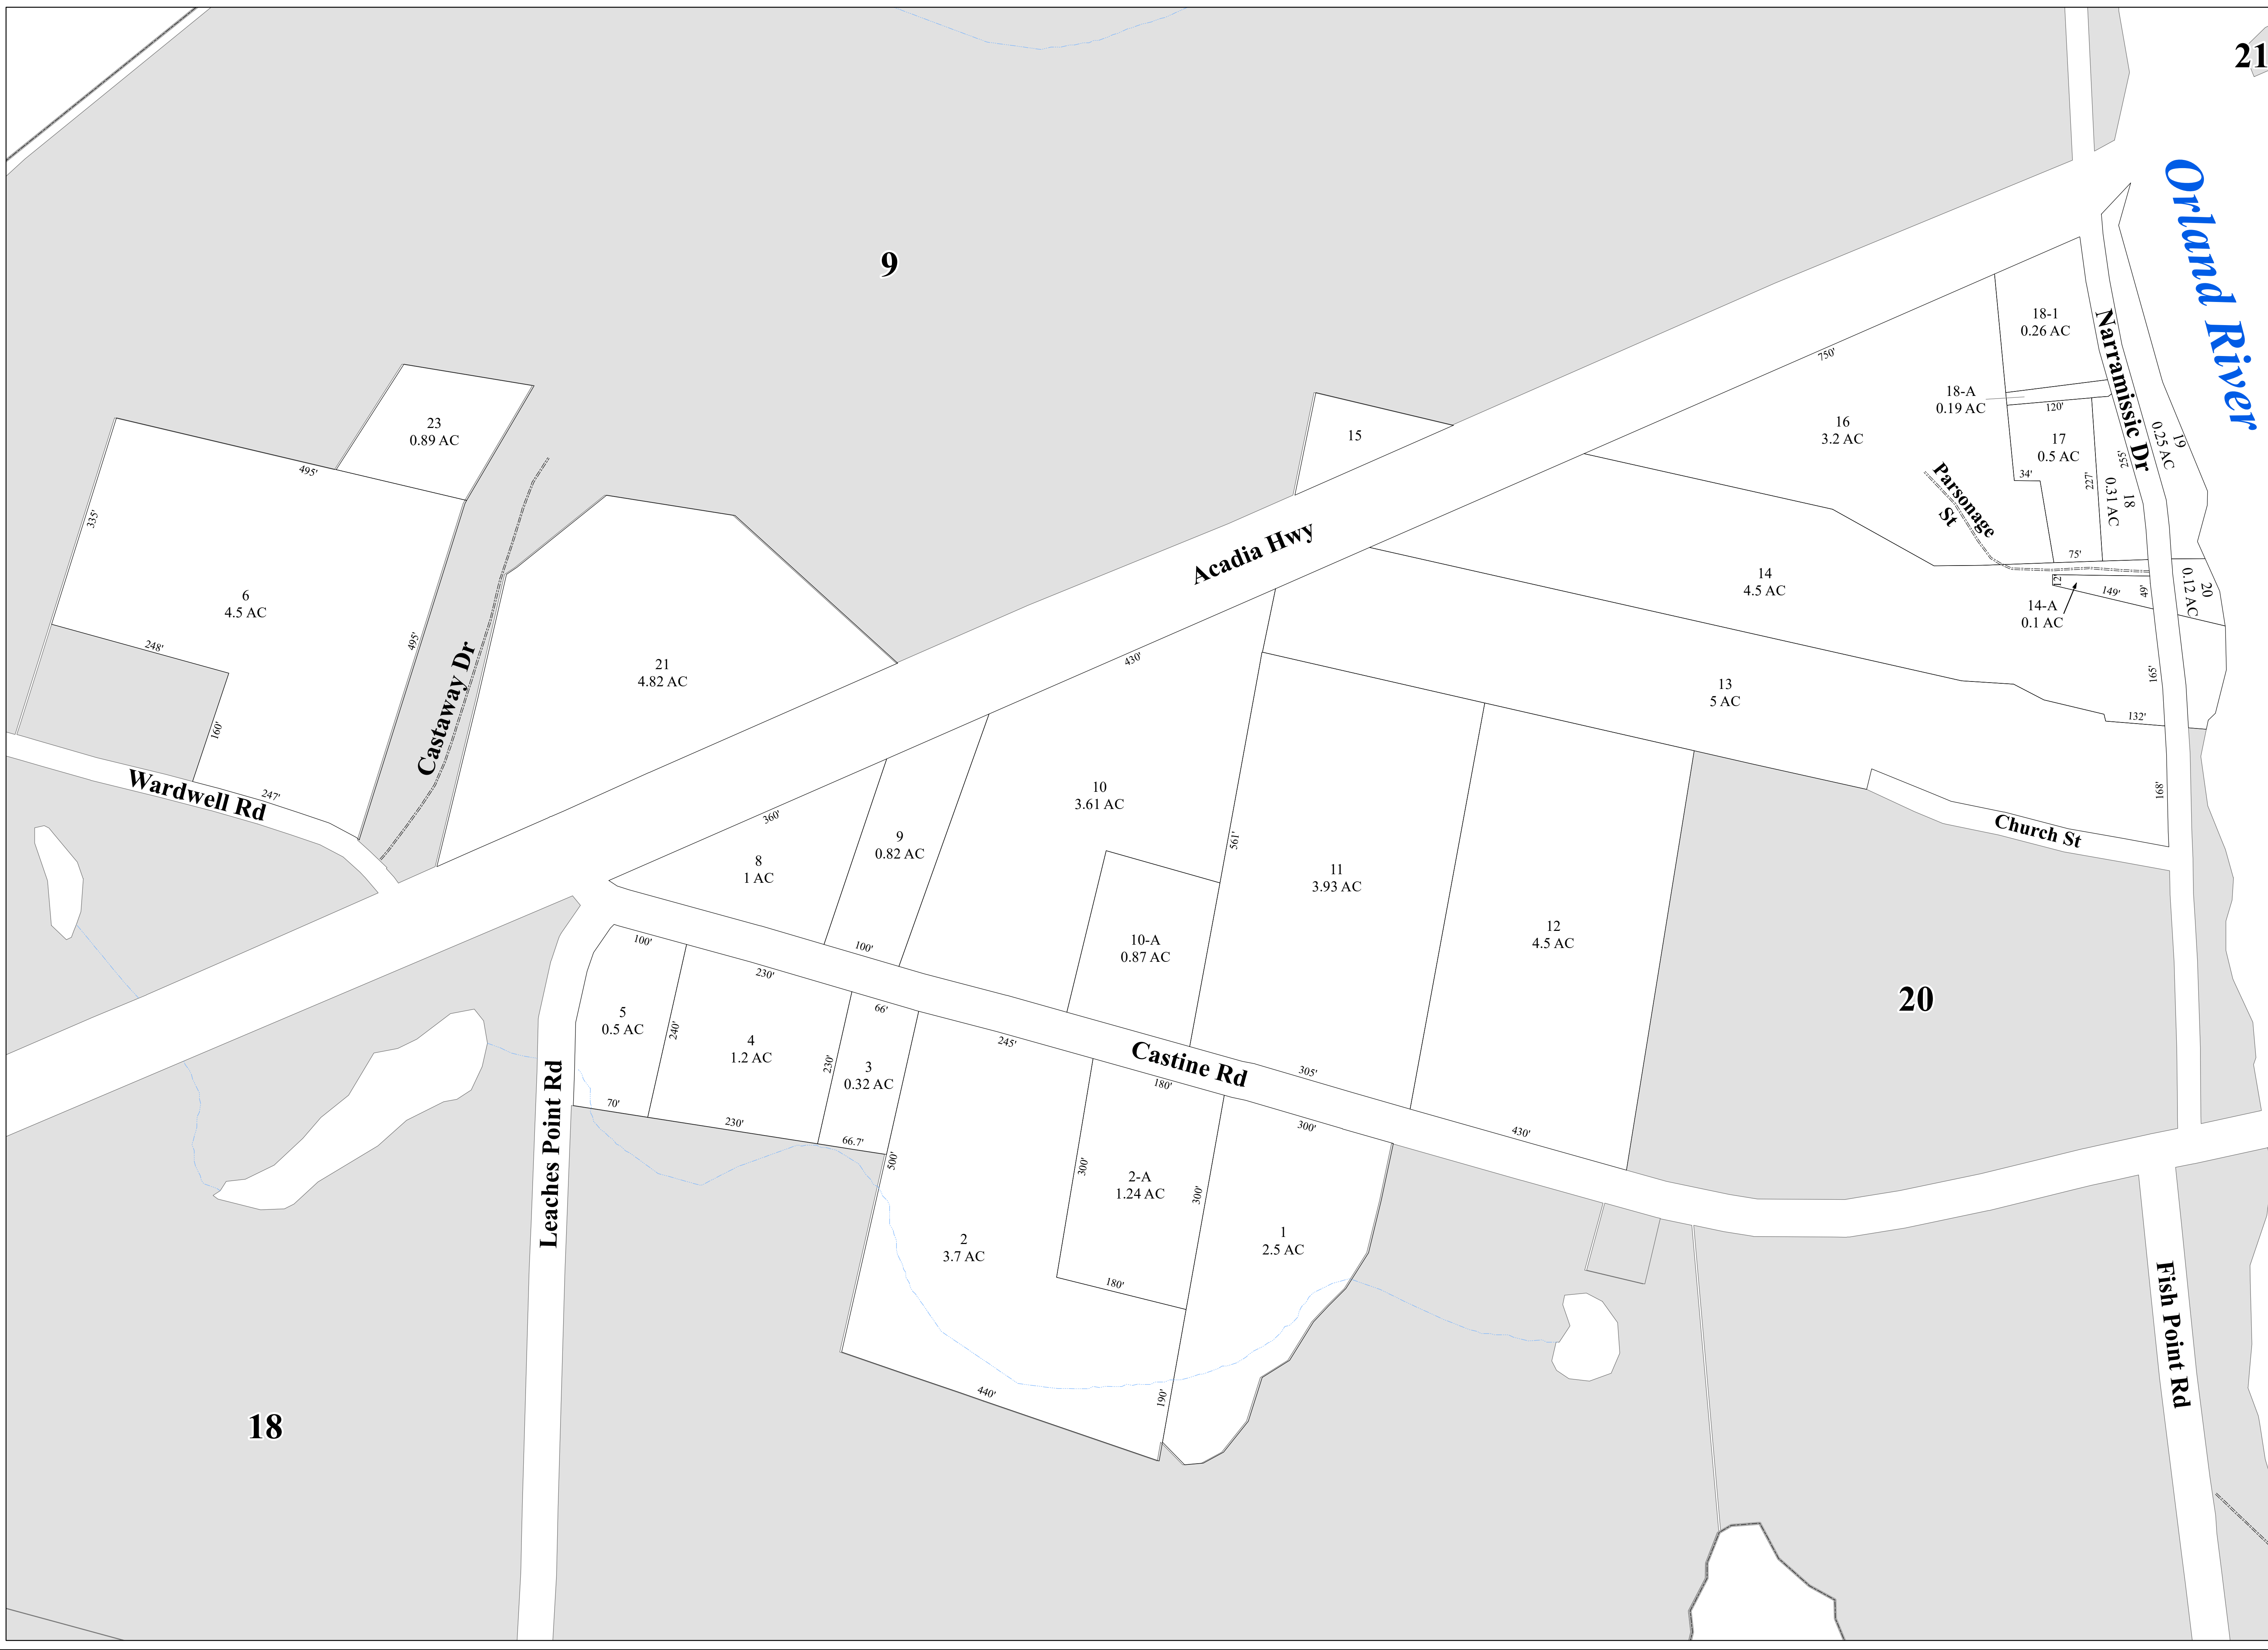 21
Orland River
9
18-1
0.26 AC
750'
Narramissic Dr
23
0.89 AC
18-A
0.19 AC
120'
16
3.2 AC
15
17
0.5 AC
19
0.25 AC
255'
495'
34'
227'
18
0.31 AC
Parsonage
St
335'
Acadia Hwy
75'
12'
149'
49'
14
4.5 AC
14-A
0.1 AC
20
0.12 AC
6
4.5 AC
248'
495'
Castaway Dr
21
4.82 AC
430'
165'
13
5 AC
132'
160'
Wardwell Rd
247'
10
3.61 AC
168'
360'
Church St
9
0.82 AC
561'
8
1 AC
11
3.93 AC
100'
100'
10-A
0.87 AC
12
4.5 AC
230'
20
5
0.5 AC
66'
240'
4
1.2 AC
245'
Castine Rd
305'
230'
3
0.32 AC
180'
70'
230'
300'
430'
66.7'
500'
Leaches Point Rd
300'
2-A
1.24 AC
300'
2
3.7 AC
1
2.5 AC
180'
Fish Point Rd
440'
190'
18